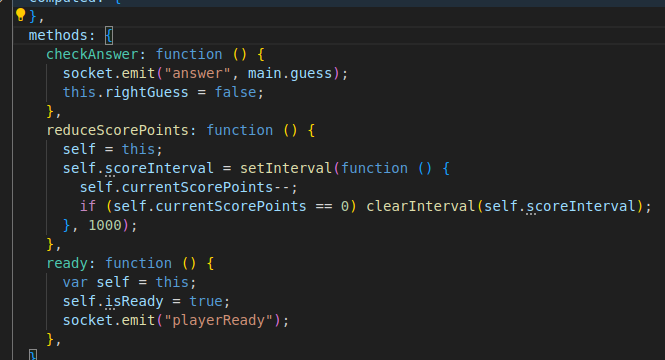 computed: {
},
methods: {
checkAnswer: function () {
socket.emit("answer", main.guess);
this.rightGuess = false;
},
reduceScorePoints: function () {
self = this;
self.scoreInterval = setInterval(function () {
self.currentScorePoints--;
if (self.currentScorePoints == 0) clearInterval(self.scoreInterval);
}, 1000);
},
ready: function () {
var self = this;
self.isReady = true;
socket.emit("playerReady");
},
}